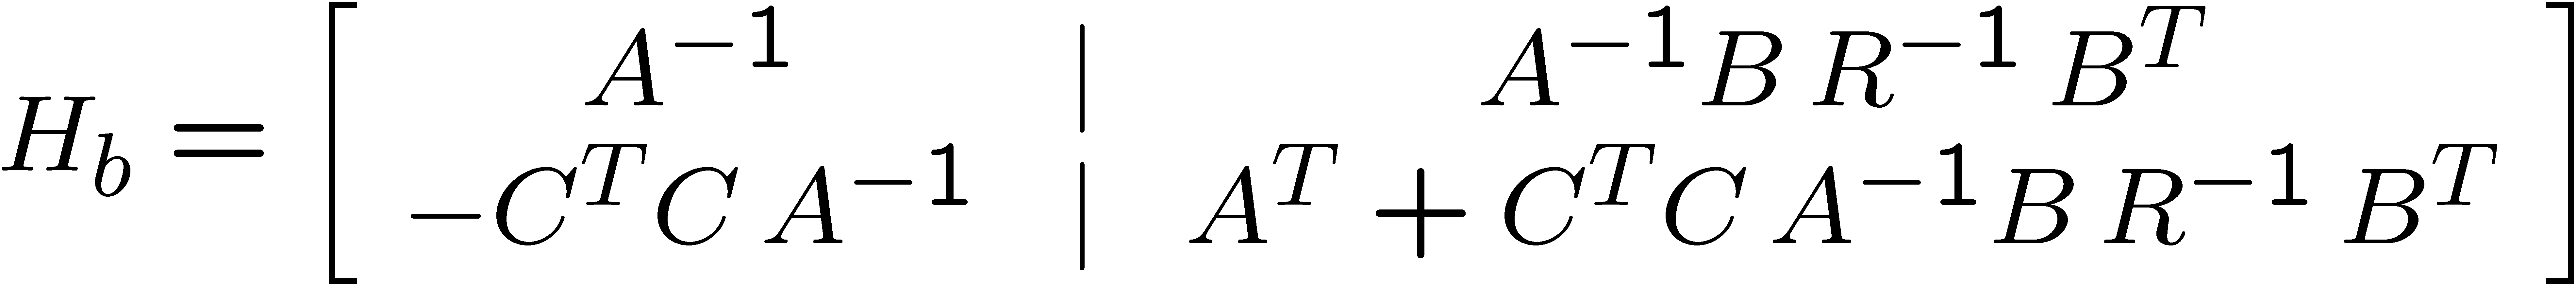 H_b = [ A^{-1} | A^{-1} B R^{-1} B^T
-C^T C A^{-1} | A^T + C^T C A^{-1} B R^{-1} B^T ]